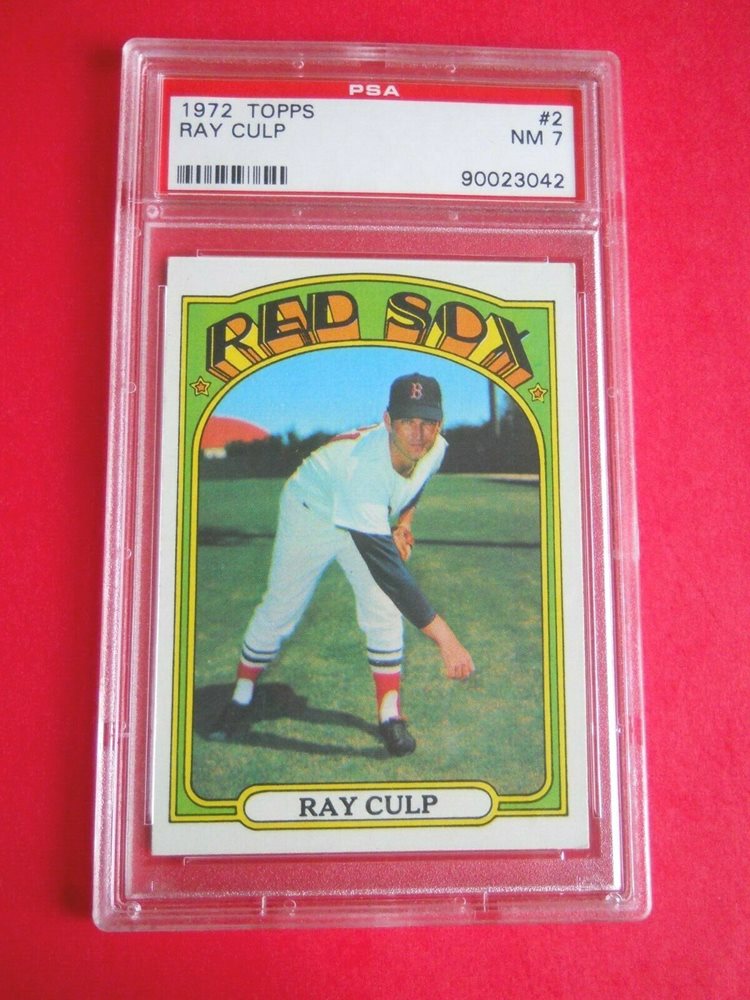 PSA
1972 TOPPS #2
RAY CULP NM 7
90023042
RED SOX
B
RAY CULP